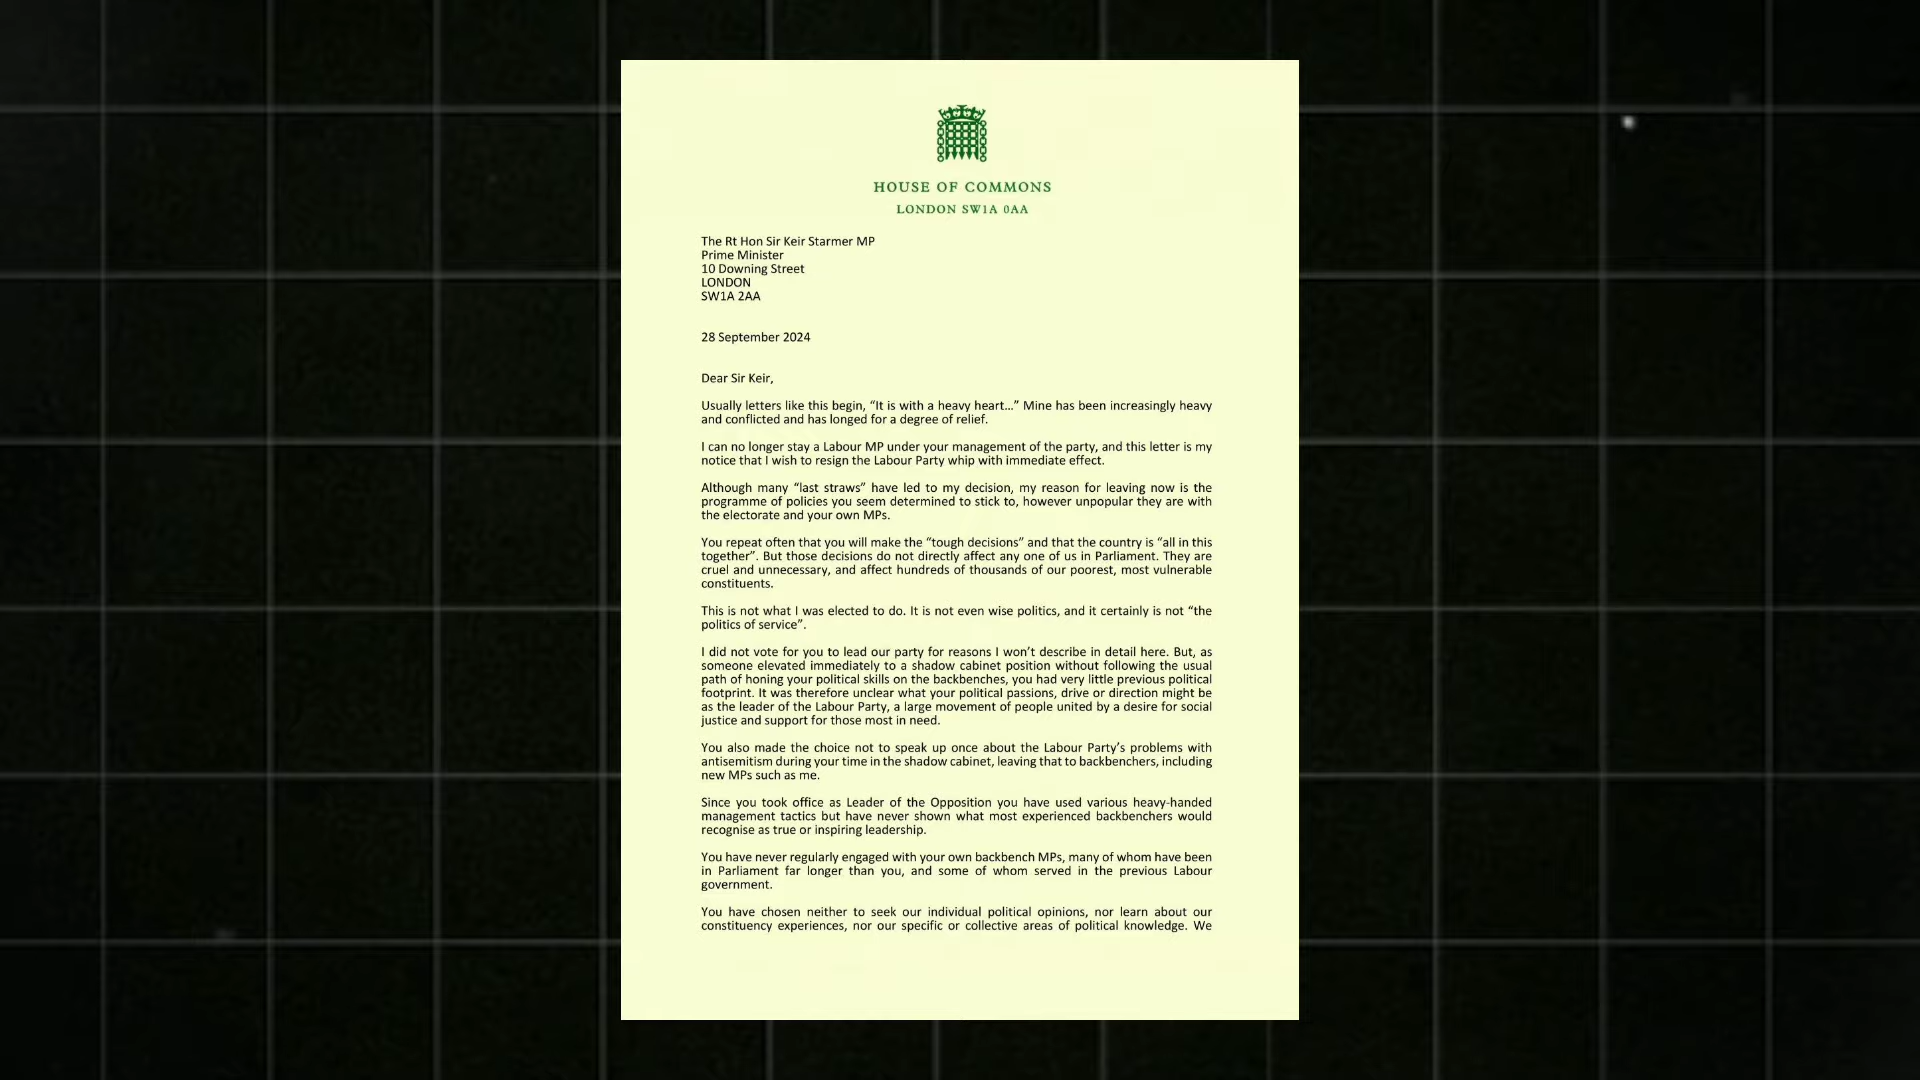 HOUSE OF COMMONS
LONDON SW1A 0AA
The Rt Hon Sir Keir Starmer MP
Prime Minister
10 Downing Street
LONDON
SW1A 2AA
28 September 2024
Dear Sir Keir,
Usually letters like this begin, “It is with a heavy heart…” Mine has been increasingly heavy
and conflicted and has longed for a degree of relief.
I can no longer stay a Labour MP under your management of the party, and this letter is my
notice that I wish to resign the Labour Party whip with immediate effect.
Although many “last straws” have led to my decision, my reason for leaving now is the
programme of policies you seem determined to stick to, however unpopular they are with
the electorate and your own MPs.
You repeat often that you will make the “tough decisions” and that the country is “all in this
together”. But those decisions do not directly affect any one of us in Parliament. They are
cruel and unnecessary, and affect hundreds of thousands of our poorest, most vulnerable
constituents.
This is not what I was elected to do. It is not even wise politics, and it certainly is not “the
politics of service”.
I did not vote for you to lead our party for reasons I won’t describe in detail here. But, as
someone elevated immediately to a shadow cabinet position without following the usual
path of honing your political skills on the backbenches, you had very little previous political
footprint. It was therefore unclear what your political passions, drive or direction might be
as the leader of the Labour Party, a large movement of people united by a desire for social
justice and support for those most in need.
You also made the choice not to speak up once about the Labour Party’s problems with
antisemitism during your time in the shadow cabinet, leaving that to backbenchers, including
new MPs such as me.
Since you took office as Leader of the Opposition you have used various heavy-handed
management tactics but have never shown what most experienced backbenchers would
recognise as true or inspiring leadership.
You have never regularly engaged with your own backbench MPs, many of whom have been
in Parliament far longer than you, and some of whom served in the previous Labour
government.
You have chosen neither to seek our individual political opinions, nor learn about our
constituency experiences, nor our specific or collective areas of political knowledge. We